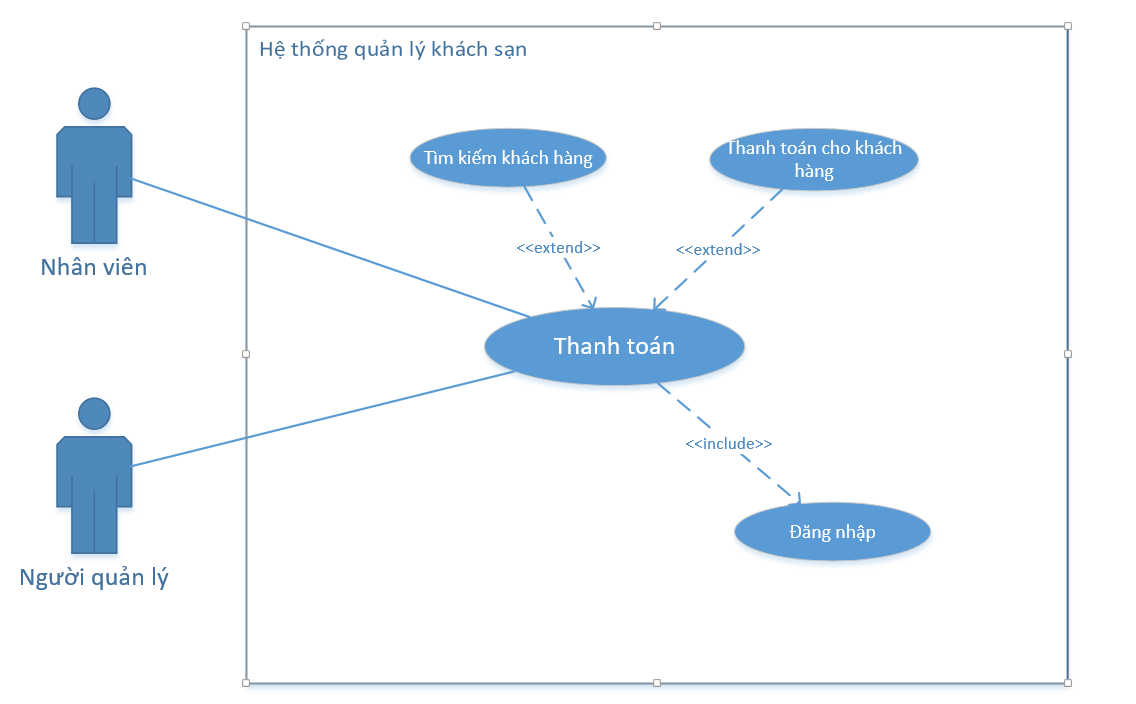 Hệ thống quản lý khách sạn
Tìm kiếm khách hàng
Thanh toán cho khách
hàng
<<extend>>
<<extend>>
Nhân viên
Thanh toán
<<include>>
Đăng nhập
Người quản lý